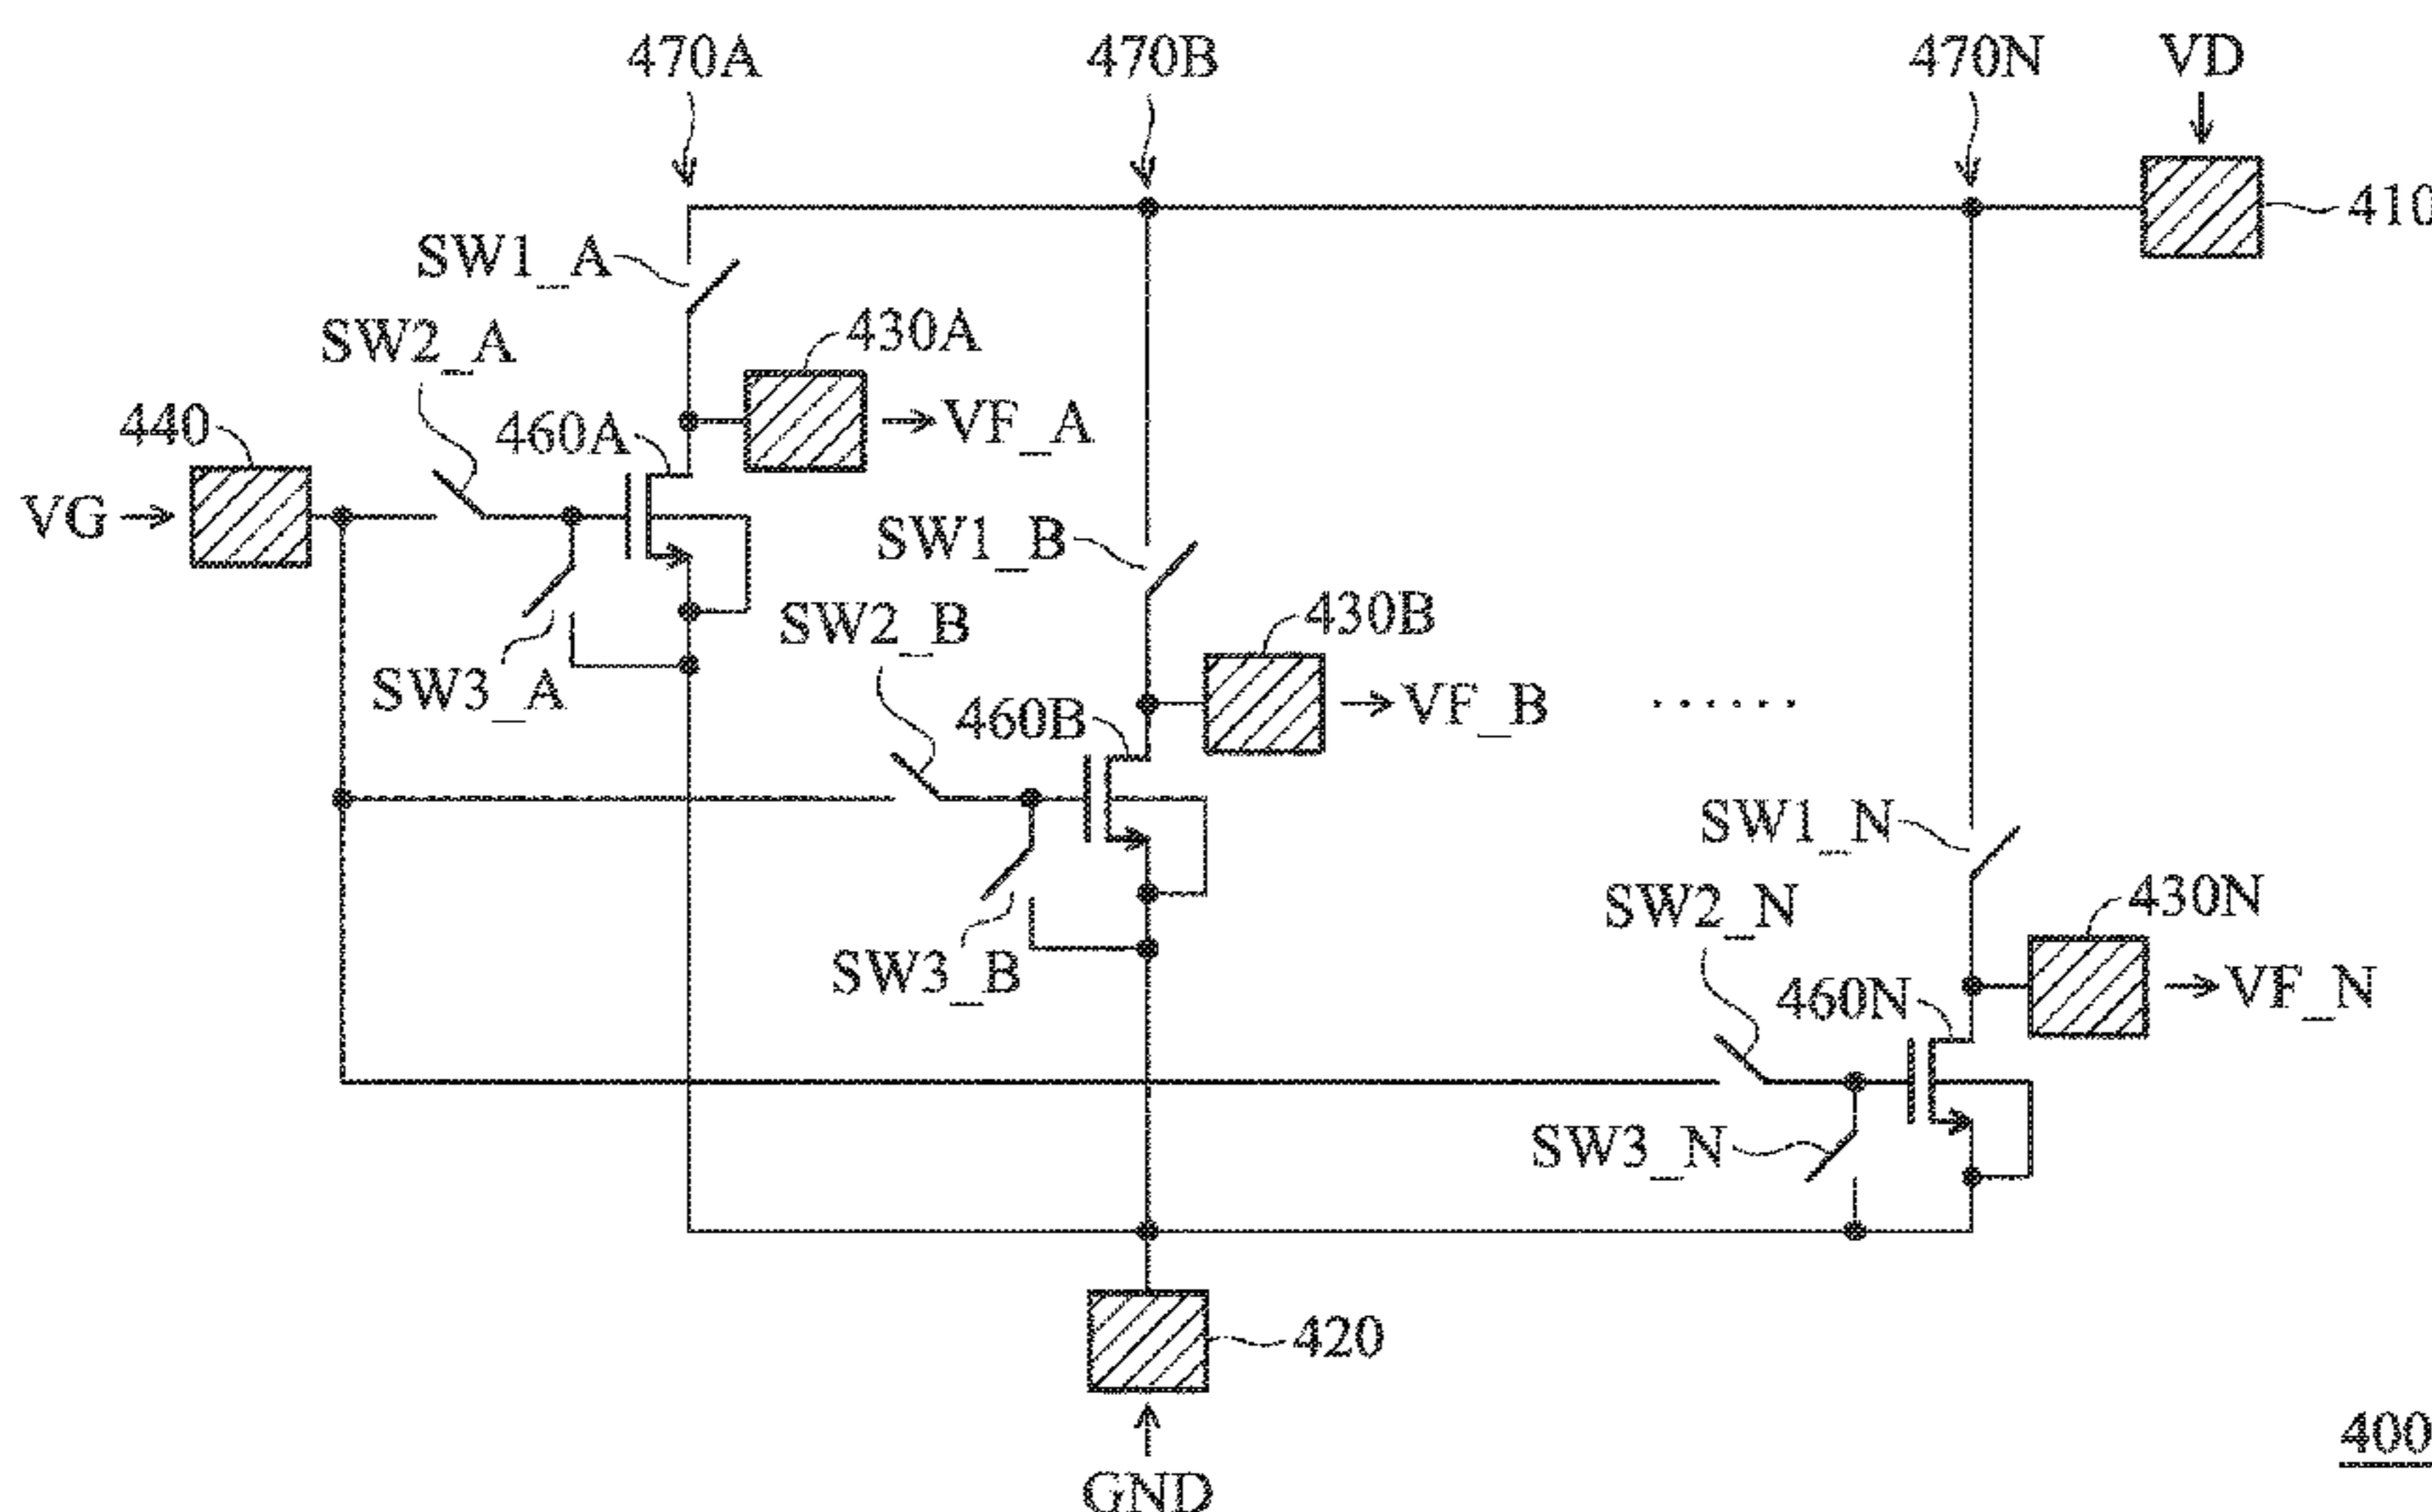 470A
470B
470N
VD
410
SW1_A
SW2_A
430A
VF_A
440
460A
VG
SW1_B
SW2_B
430B
VF_B
SW3_A
460B
......
SW1_N
SW2_N
430N
VF_N
SW3_B
460N
SW3_N
420
GND
400